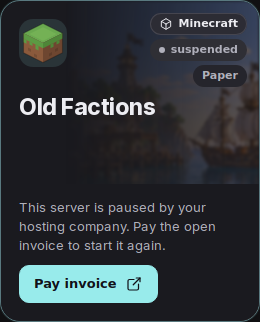 Minecraft
suspended
Paper
Old Factions
This server is paused by your
hosting company. Pay the open
invoice to start it again.
Pay invoice